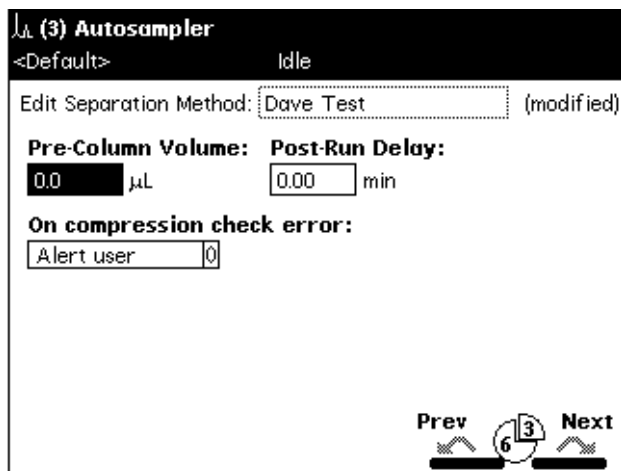 (3) Autosampler
<Default> Idle
Edit Separation Method: Dave Test (modified)
Pre-Column Volume: Post-Run Delay:
0.0 µL 0.00 min
On compression check error:
Alert user 0
Prev 6 3 Next